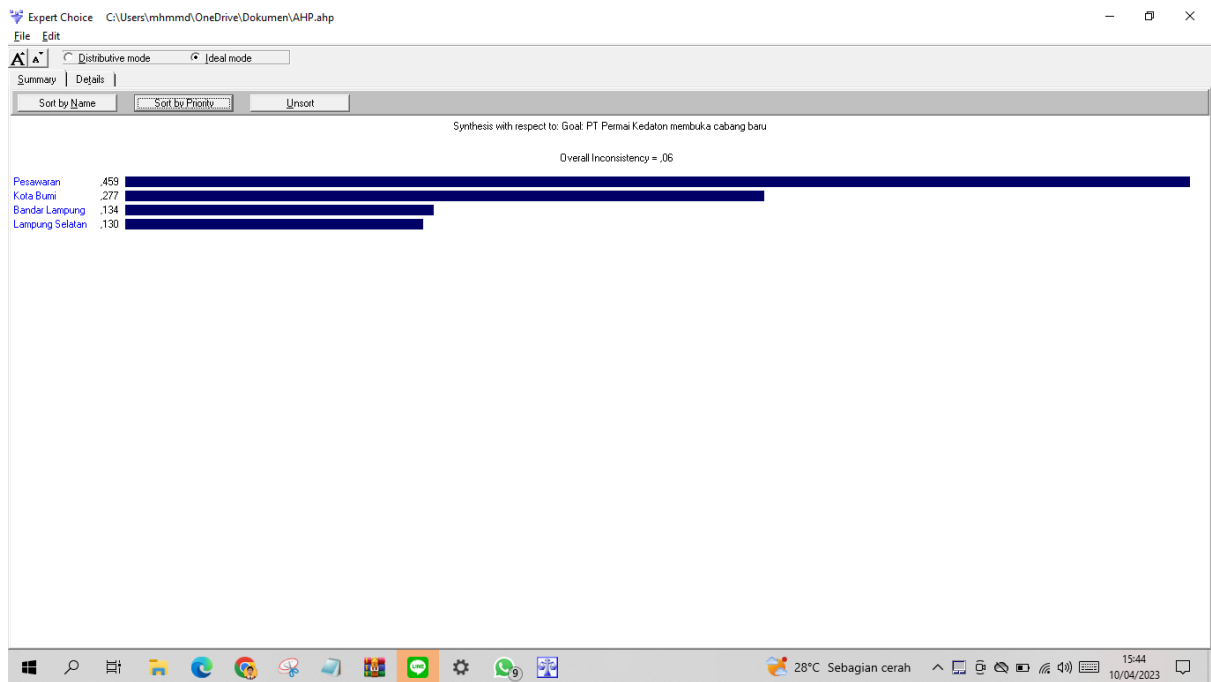 Expert Choice C:\Users\mhmmd\OneDrive\Dokumen\AHP.ahp
File Edit
A A Distributive mode Ideal mode
Summary Details
Sort by Name Sort by Priority Unsort
Synthesis with respect to: Goal: PT Permai Kedaton membuka cabang baru
Overall Inconsistency = ,06
Pesawaran ,459
Kota Bumi ,277
Bandar Lampung ,134
Lampung Selatan ,130
LINE 9 28°C Sebagian cerah 15:44
10/04/2023